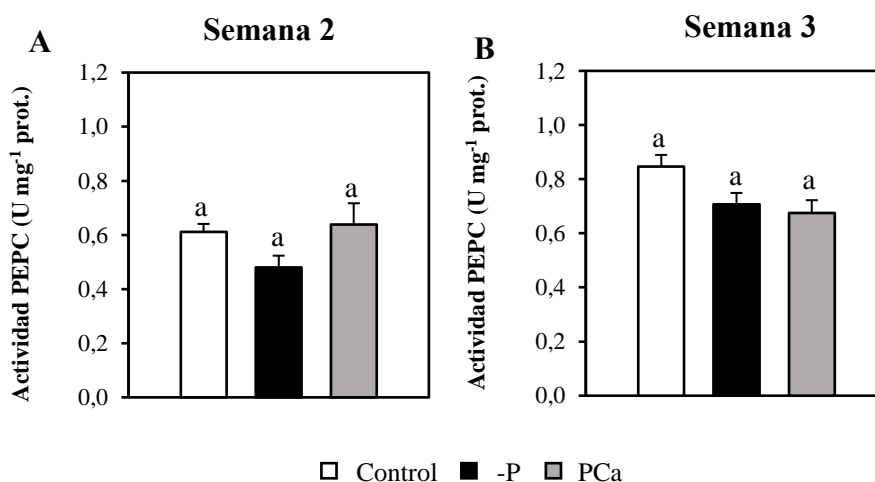 A
Semana 2
Actividad PEPC (U mg⁻¹ prot.)
1,2
1,0
0,8
0,6
0,4
0,2
0,0
a
a
a
B
Semana 3
Actividad PEPC (U mg⁻¹ prot.)
1,2
1,0
0,8
0,6
0,4
0,2
0,0
a
a
a
Control -P PCa